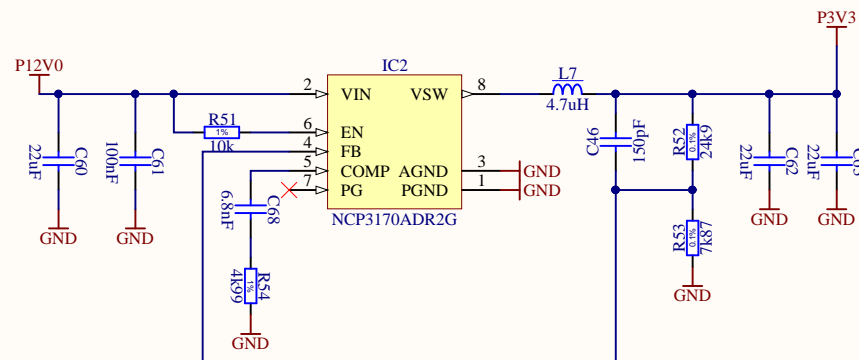 P3V3
P12V0
IC2
L7
4.7uH
2
VIN
VSW
8
R51
1%
10k
6
EN
4
FB
5
COMP
AGND
3
GND
7
PG
PGND
1
GND
NCP3170ADR2G
C60
22uF
GND
C61
100nF
GND
C68
6.8nF
R54
1%
4k99
GND
C46
150pF
R52
0.1%
24k9
R53
0.1%
7k87
GND
C62
22uF
GND
22uF
GND